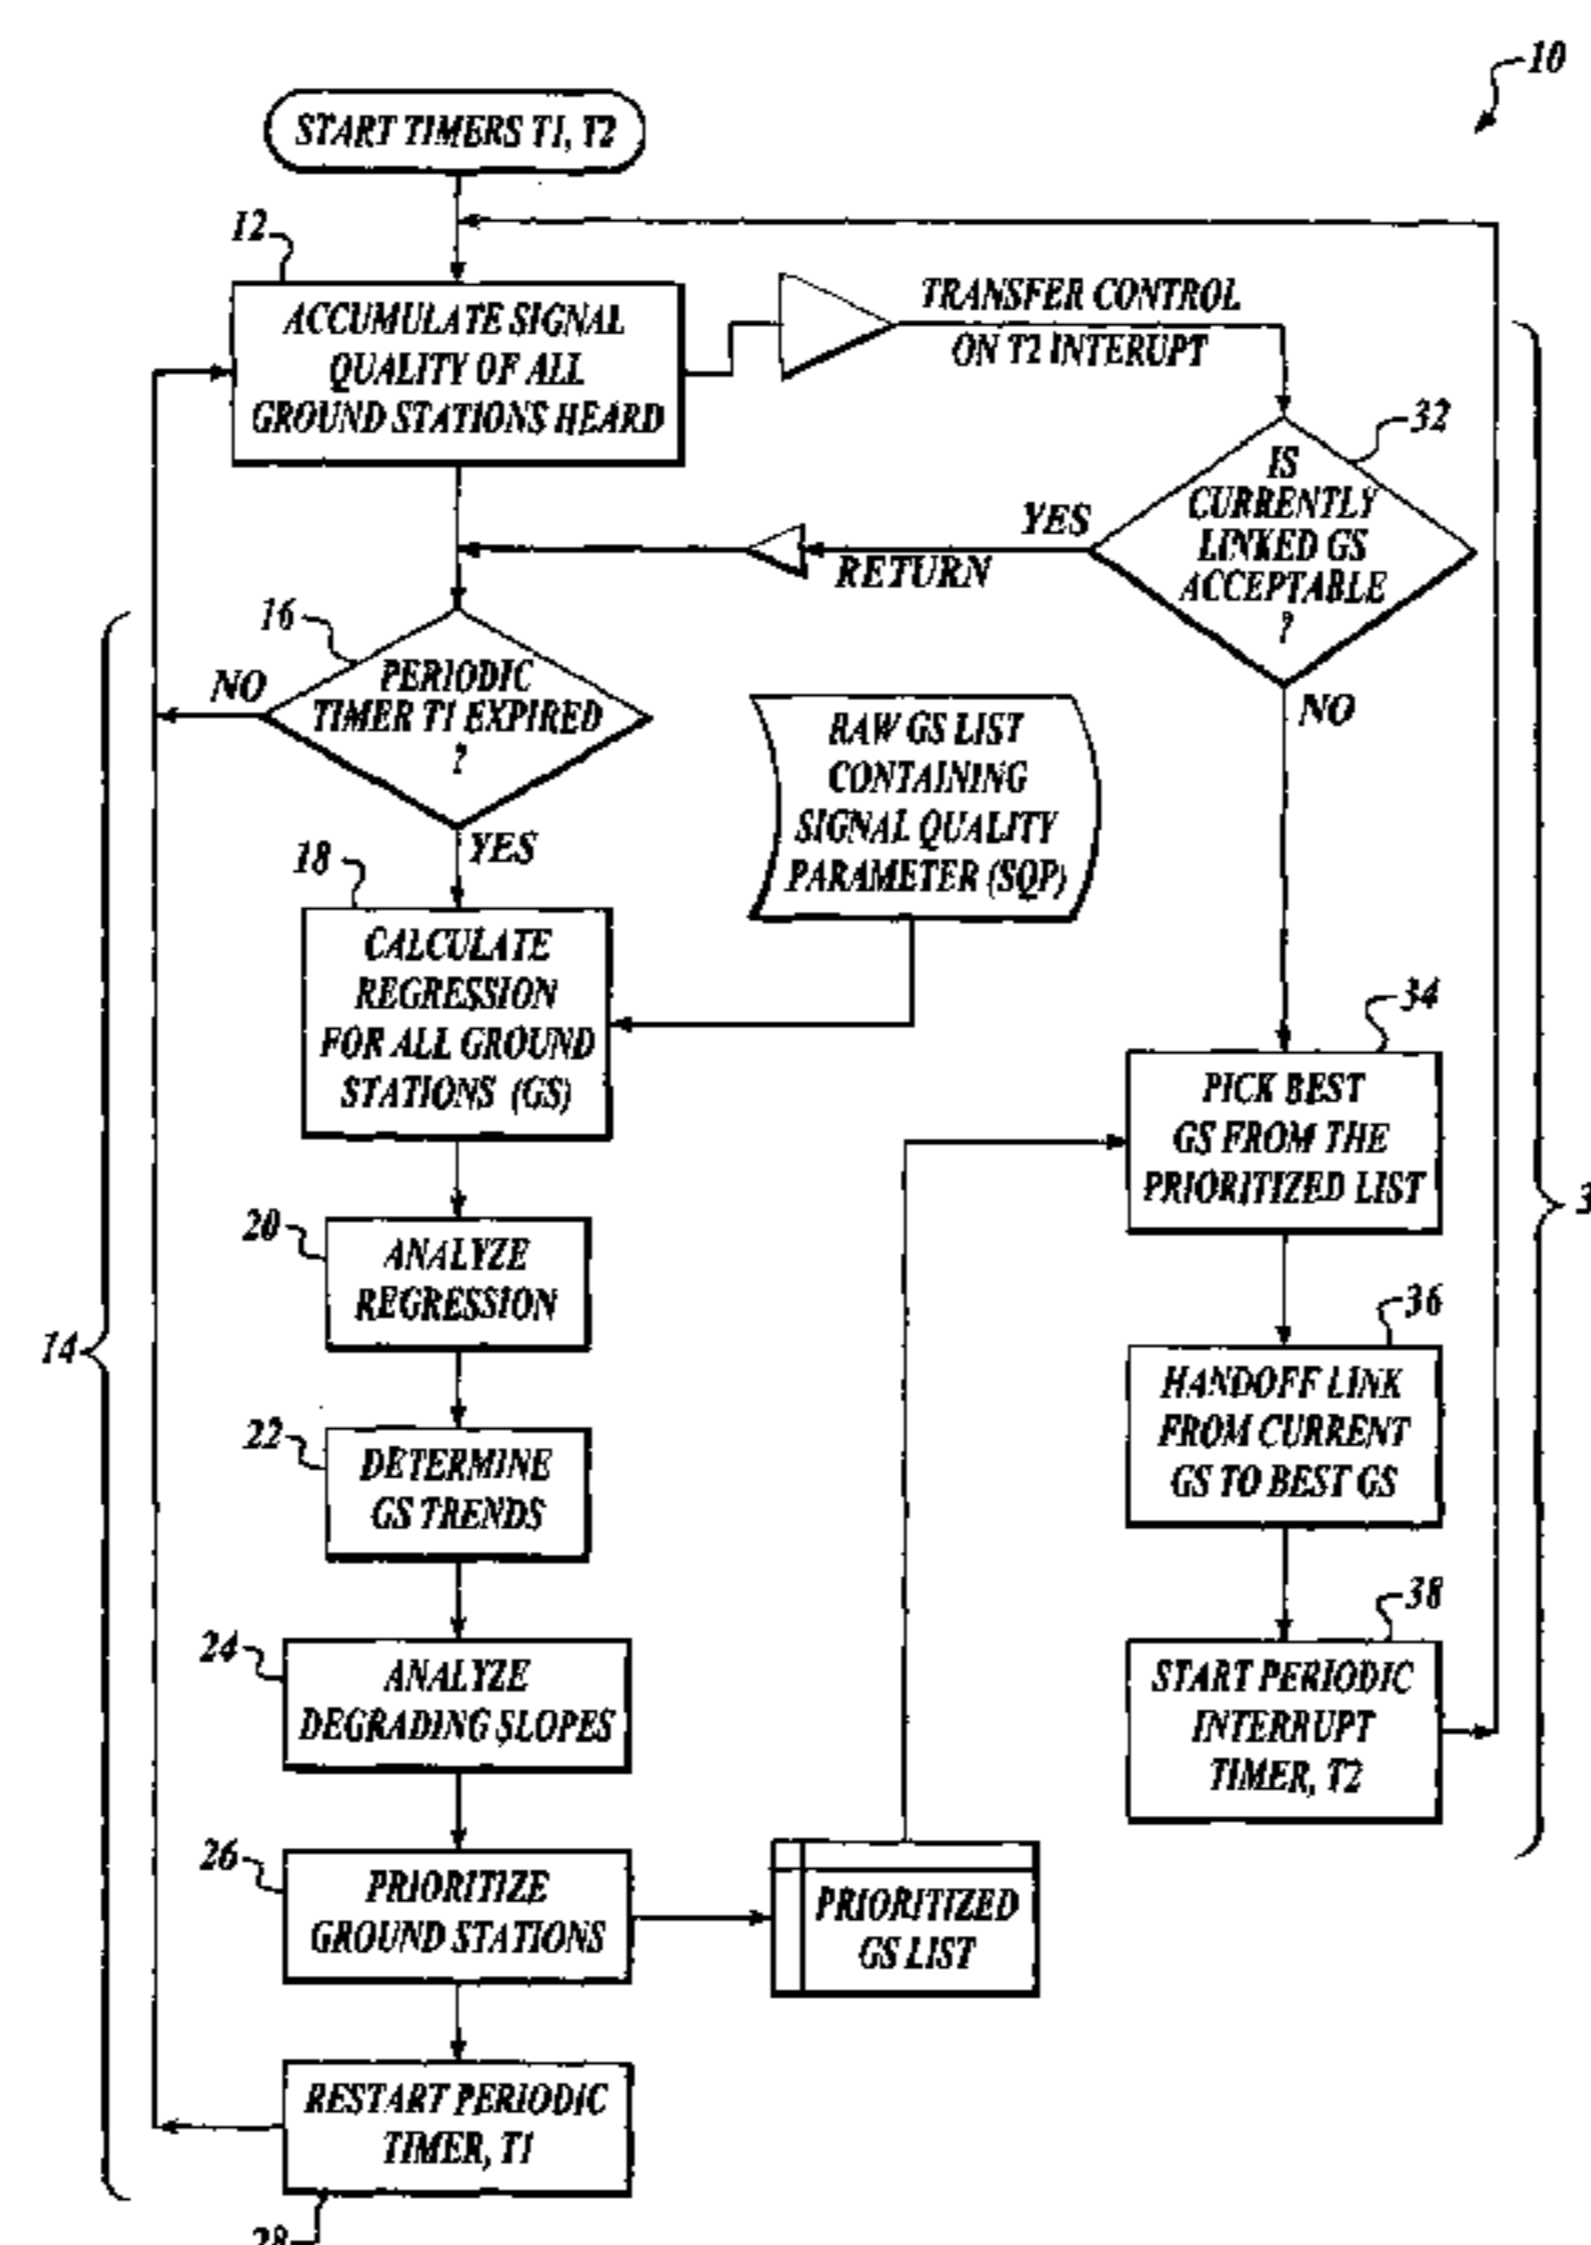 10
START TIMERS T1, T2
12
ACCUMULATE SIGNAL
QUALITY OF ALL
GROUND STATIONS HEARD
TRANSFER CONTROL
ON T2 INTERUPT
32
IS
CURRENTLY
LINKED GS
ACCEPTABLE
?
YES
RETURN
NO
16
PERIODIC
TIMER T1 EXPIRED
?
NO
YES
RAW GS LIST
CONTAINING
SIGNAL QUALITY
PARAMETER (SQP)
18
CALCULATE
REGRESSION
FOR ALL GROUND
STATIONS (GS)
34
PICK BEST
GS FROM THE
PRIORITIZED LIST
3
20
ANALYZE
REGRESSION
14
36
HANDOFF LINK
FROM CURRENT
GS TO BEST GS
22
DETERMINE
GS TRENDS
38
START PERIODIC
INTERRUPT
TIMER, T2
24
ANALYZE
DEGRADING SLOPES
26
PRIORITIZE
GROUND STATIONS
PRIORITIZED
GS LIST
RESTART PERIODIC
TIMER, T1
28